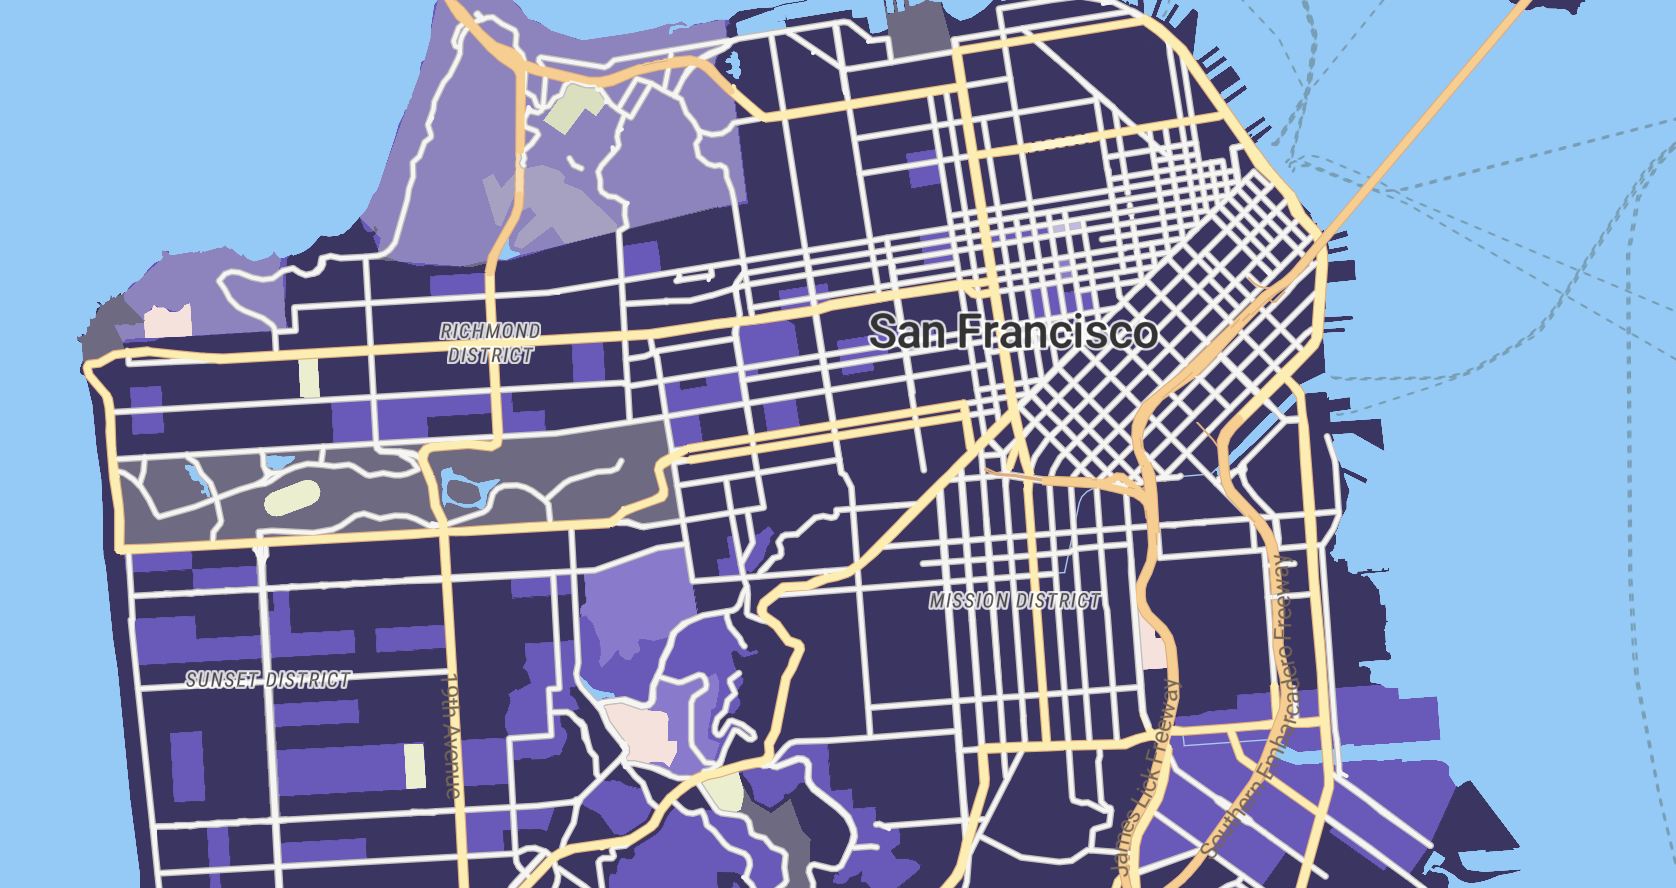 San Francisco
RICHMOND
DISTRICT
MISSION DISTRICT
SUNSET DISTRICT
19th Avenue
James Lick Freeway
Southern Embarcadero Freeway